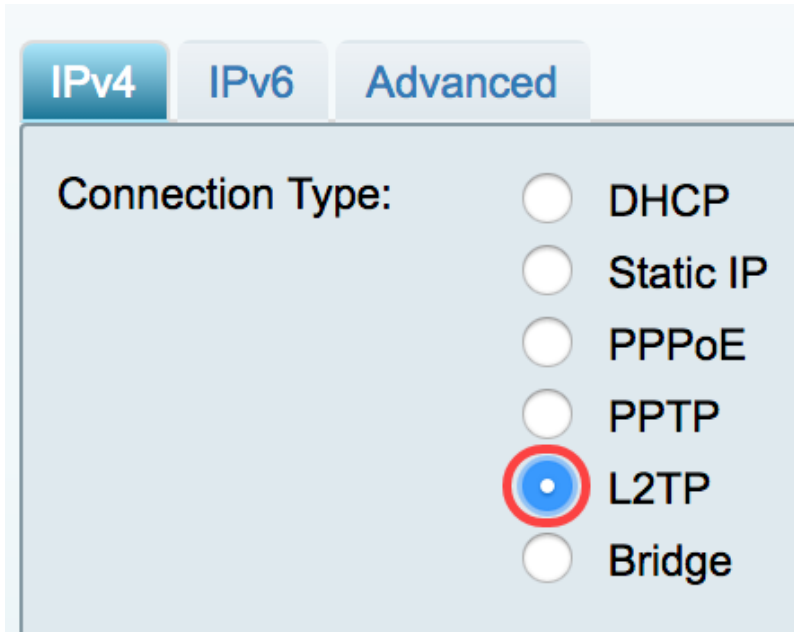 IPv4 IPv6 Advanced
Connection Type: DHCP
Static IP
PPPoE
PPTP
L2TP
Bridge